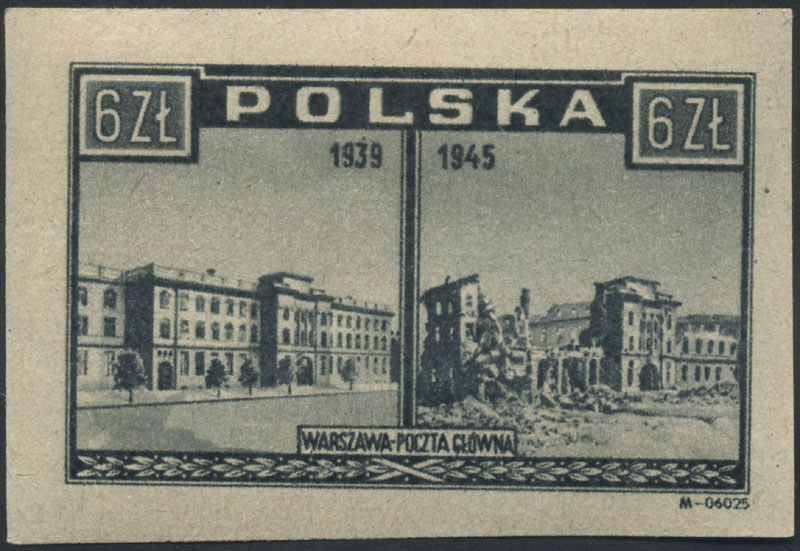 6 ZŁ POLSKA 6 ZŁ
1939 1945
WARSZAWA-POCZTA GŁÓWNA
M-06025